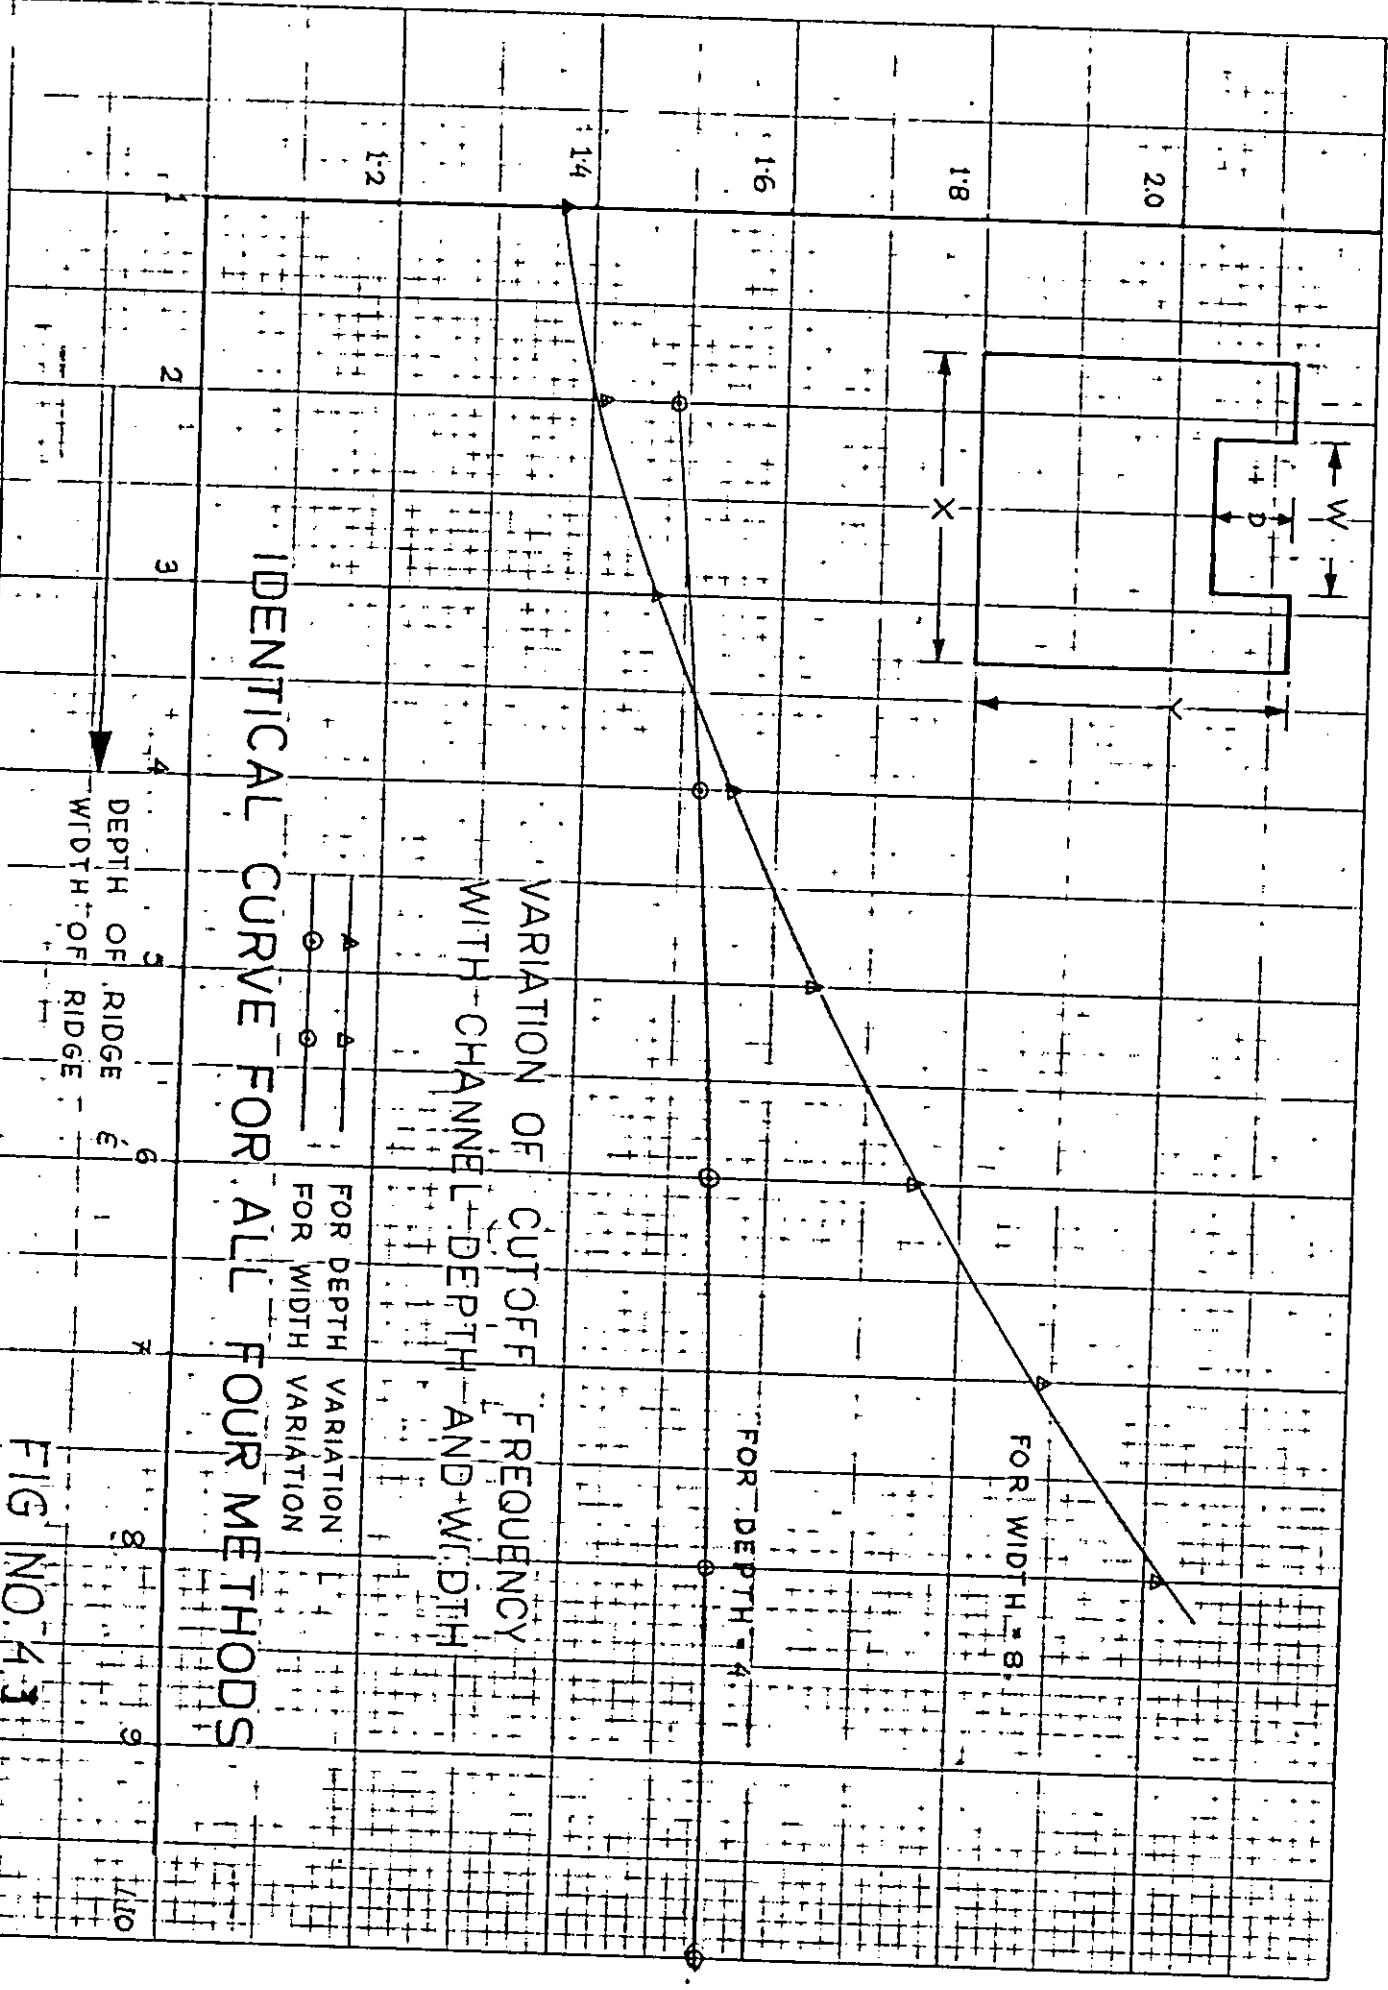 2.0
1.8
1.6
1.4
1.2
W
D
X
Y
FOR WIDTH = 8
FOR DEPTH = 4
VARIATION OF CUTOFF FREQUENCY
WITH CHANNEL DEPTH AND WIDTH
FOR DEPTH VARIATION
FOR WIDTH VARIATION
IDENTICAL CURVE FOR ALL FOUR METHODS
1 2 3 4 5 6 7 8 9 10
DEPTH OF RIDGE
WIDTH OF RIDGE
FIG NO.